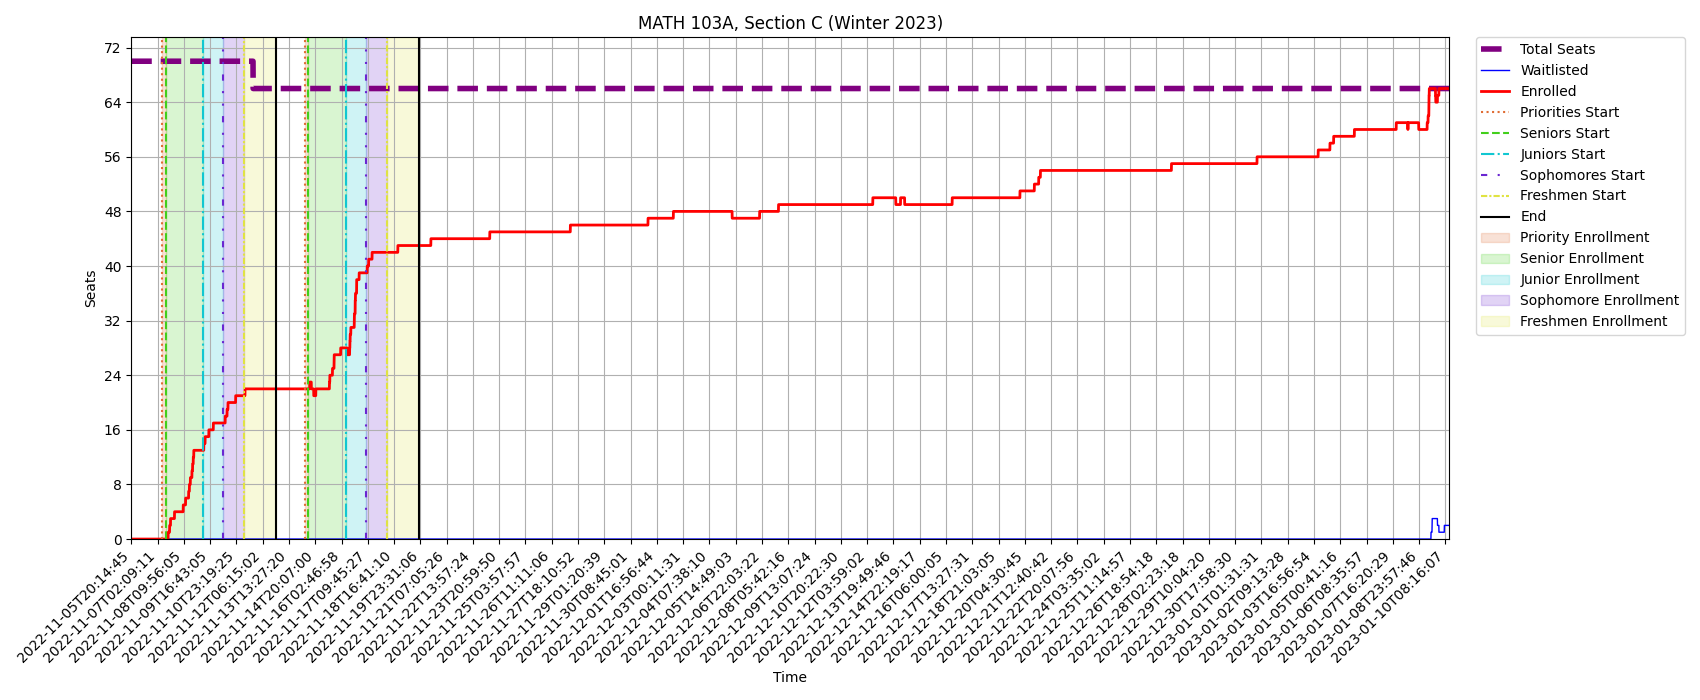 MATH 103A, Section C (Winter 2023)
72
64
56
48
40
32
24
16
8
0
Seats
2022-11-05T20:14:45
2022-11-07T02:09:11
2022-11-08T09:56:05
2022-11-09T16:43:05
2022-11-10T23:19:25
2022-11-12T06:15:02
2022-11-13T13:27:20
2022-11-14T20:07:00
2022-11-16T02:46:58
2022-11-17T09:45:27
2022-11-18T16:41:10
2022-11-19T23:31:06
2022-11-21T07:05:26
2022-11-22T13:57:24
2022-11-23T20:59:50
2022-11-25T03:57:57
2022-11-26T11:11:06
2022-11-27T18:10:52
2022-11-29T01:20:39
2022-11-30T08:45:01
2022-12-01T16:56:44
2022-12-03T00:11:31
2022-12-04T07:38:10
2022-12-05T14:49:03
2022-12-06T22:03:22
2022-12-08T05:42:16
2022-12-09T13:07:24
2022-12-10T20:22:30
2022-12-12T03:59:02
2022-12-13T19:49:46
2022-12-14T22:19:17
2022-12-16T06:00:05
2022-12-17T13:27:31
2022-12-18T21:03:05
2022-12-20T04:30:45
2022-12-21T12:40:42
2022-12-22T20:07:56
2022-12-24T03:35:02
2022-12-25T11:14:57
2022-12-26T18:54:18
2022-12-28T02:23:18
2022-12-29T10:04:20
2022-12-30T17:58:30
2023-01-01T01:31:31
2023-01-02T09:13:28
2023-01-03T16:56:54
2023-01-05T00:41:16
2023-01-06T08:35:57
2023-01-07T16:20:29
2023-01-08T23:57:46
2023-01-10T08:16:07
Time
Total Seats
Waitlisted
Enrolled
Priorities Start
Seniors Start
Juniors Start
Sophomores Start
Freshmen Start
End
Priority Enrollment
Senior Enrollment
Junior Enrollment
Sophomore Enrollment
Freshmen Enrollment